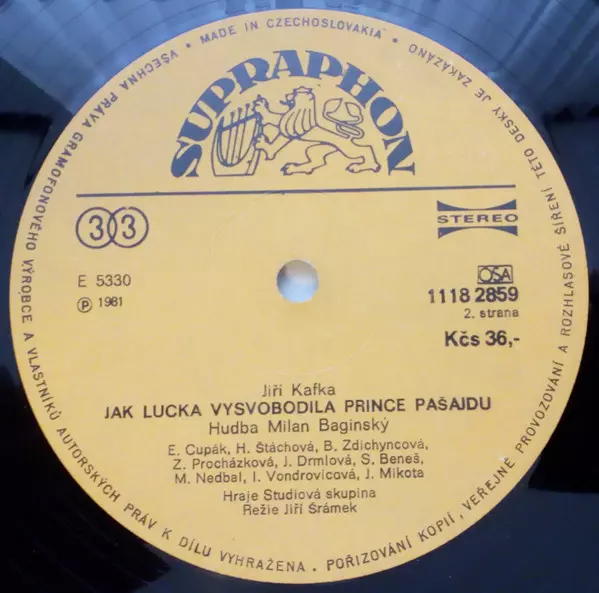 VŠECHNA PRÁVA GRAMOFONOVÉHO VÝROBCE A VLASTNÍKŮ AUTORSKÝCH PRÁV K DÍLU VYHRAŽENA · POŘIZOVÁNÍ KOPIÍ, VEŘEJNÉ PROVOZOVÁNÍ A ROZHLASOVÉ ŠÍŘENÍ TÉTO DESKY JE ZAKÁZÁNO
· MADE IN CZECHOSLOVAKIA ·
SUPRAPHON
33
STEREO
E 5330
Ⓟ 1981
OSA
1118 2859
2. strana
Kčs 36,-
Jiří Kafka
JAK LUCKA VYSVOBODILA PRINCE PAŠAJDU
Hudba Milan Baginský
E. Cupák, H. Štáchová, B. Zdichyncová,
Z. Procházková, J. Drmlová, S. Beneš,
M. Nedbal, I. Vondrovicová, J. Mikota
Hraje Studiová skupina
Režie Jiří Šrámek